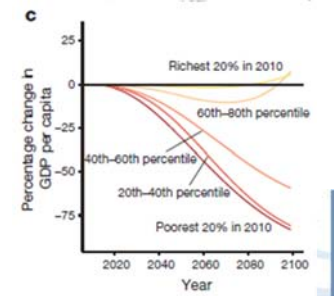 c
Percentage change in
GDP per capita
25
0
−25
−50
−75
Richest 20% in 2010
60th–80th percentile
40th–60th percentile
20th–40th percentile
Poorest 20% in 2010
2020 2040 2060 2080 2100
Year